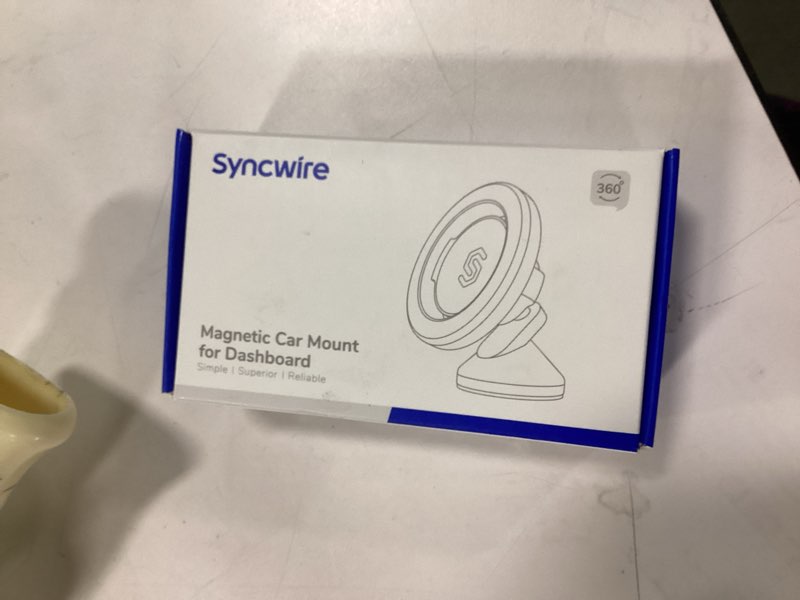 Syncwire
360°
Magnetic Car Mount
for Dashboard
Simple | Superior | Reliable